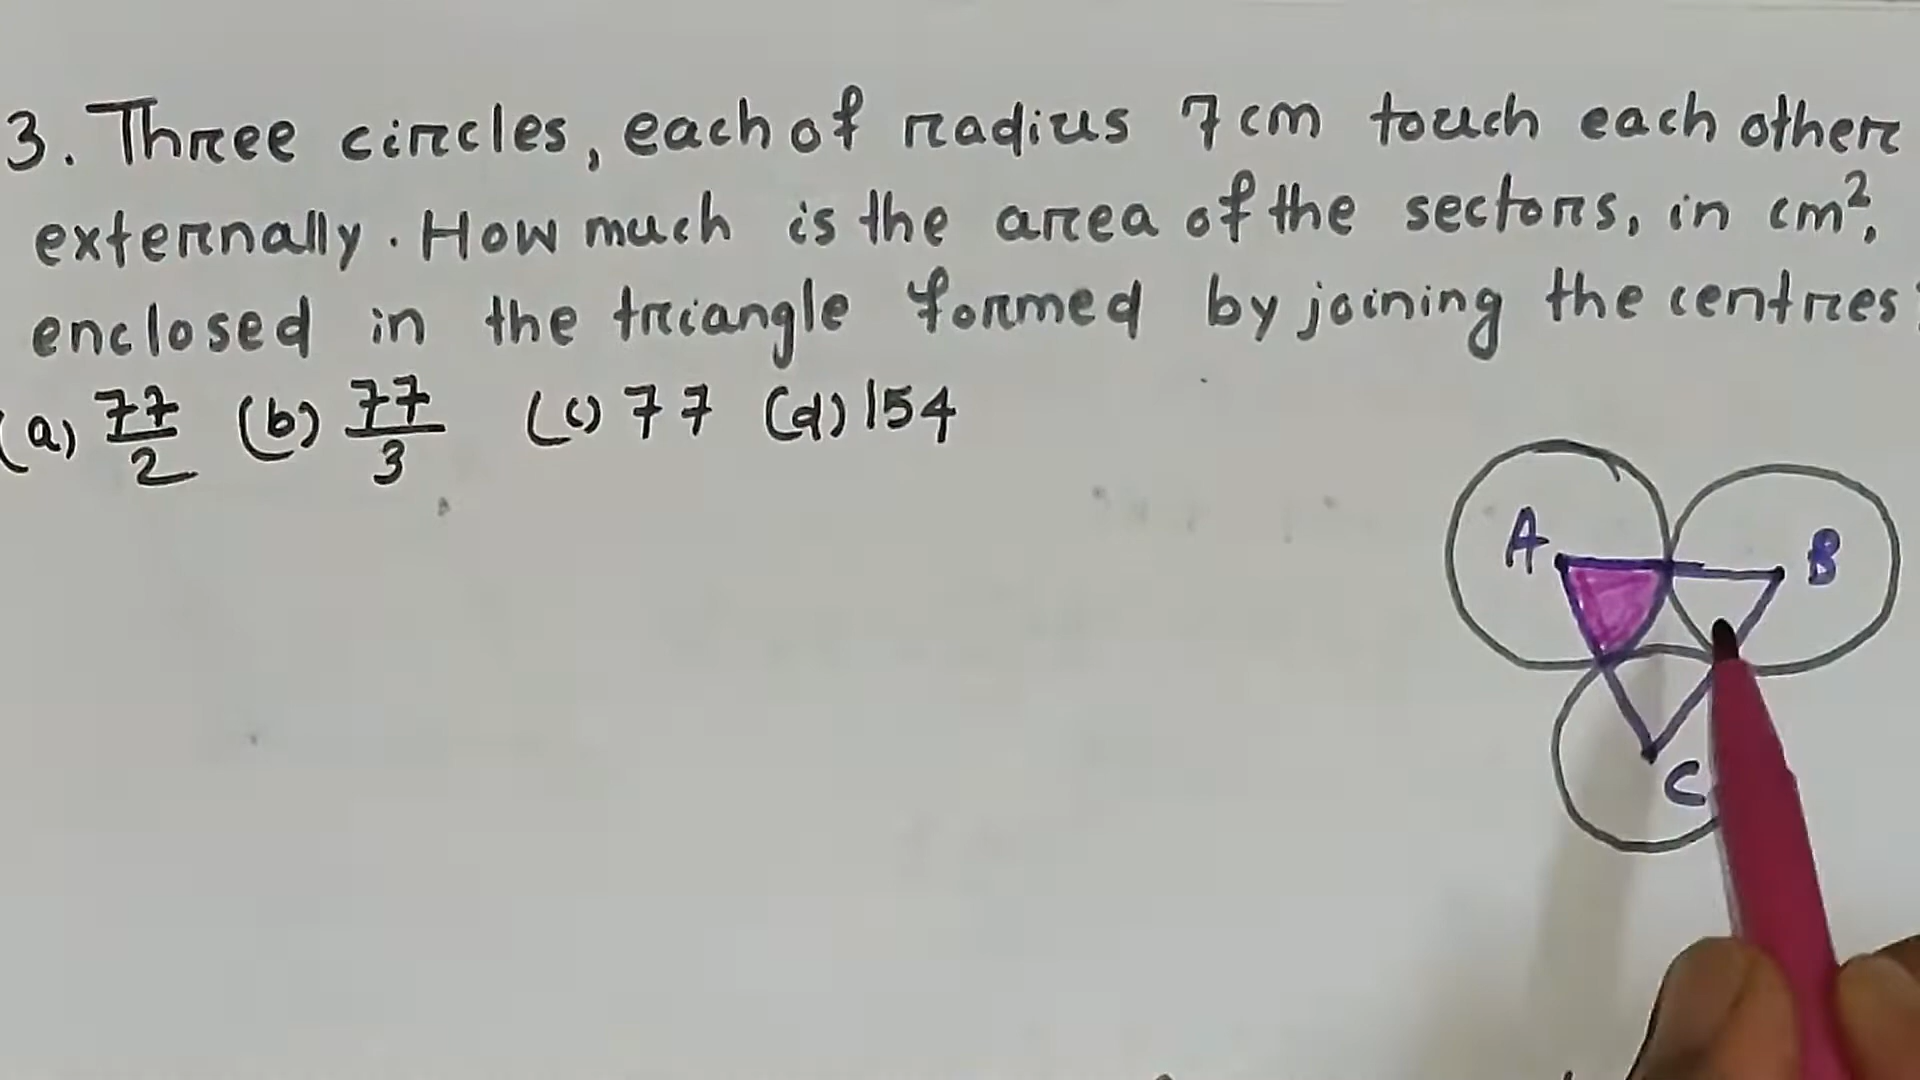 3. Three circles, each of radius 7 cm touch each other
externally. How much is the area of the sectors, in cm²,
enclosed in the triangle formed by joining the centres?
(a) 77/2 (b) 77/3 (c) 77 (d) 154
A
B
C